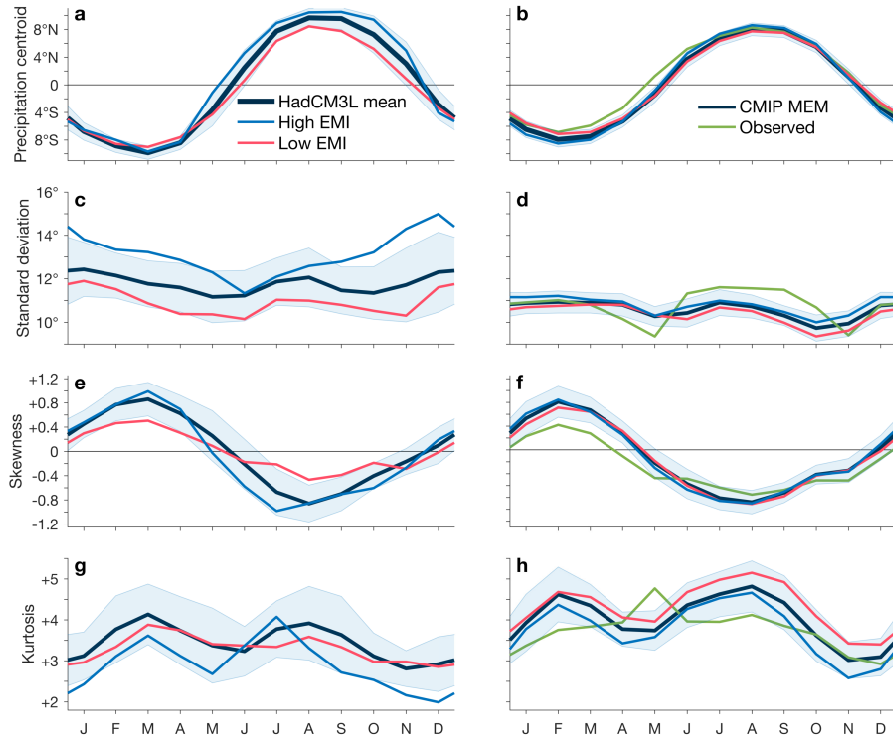 a
Precipitation centroid
8°N
4°N
0
4°S
8°S
HadCM3L mean
High EMI
Low EMI
b
CMIP MEM
Observed
c
Standard deviation
16°
14°
12°
10°
d
e
Skewness
+1.2
+0.8
+0.4
0
-0.4
-0.8
-1.2
f
g
Kurtosis
+5
+4
+3
+2
h
J F M A M J J A S O N D
J F M A M J J A S O N D